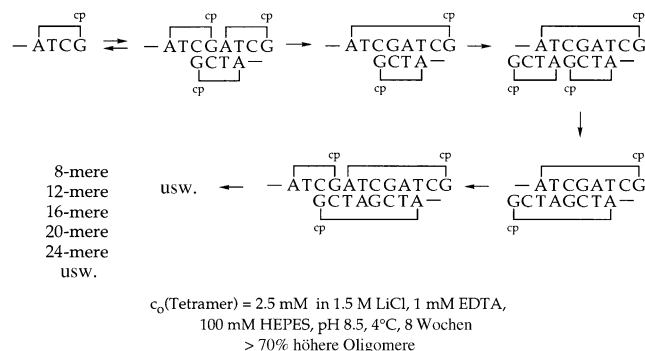 cp cp cp cp cp
— ATCG — ATCGATCG — ATCGATCG — ATCGATCG
GCTA — GCTA — GCTAGCTA —
cp cp cp cp
cp cp cp
8-mere usw. — ATCGATCGATCG — ATCGATCG
12-mere GCTAGCTA — GCTAGCTA —
16-mere cp cp
20-mere
24-mere
usw.
c₀(Tetramer) = 2.5 mM in 1.5 M LiCl, 1 mM EDTA,
100 mM HEPES, pH 8.5, 4°C, 8 Wochen
> 70% höhere Oligomere